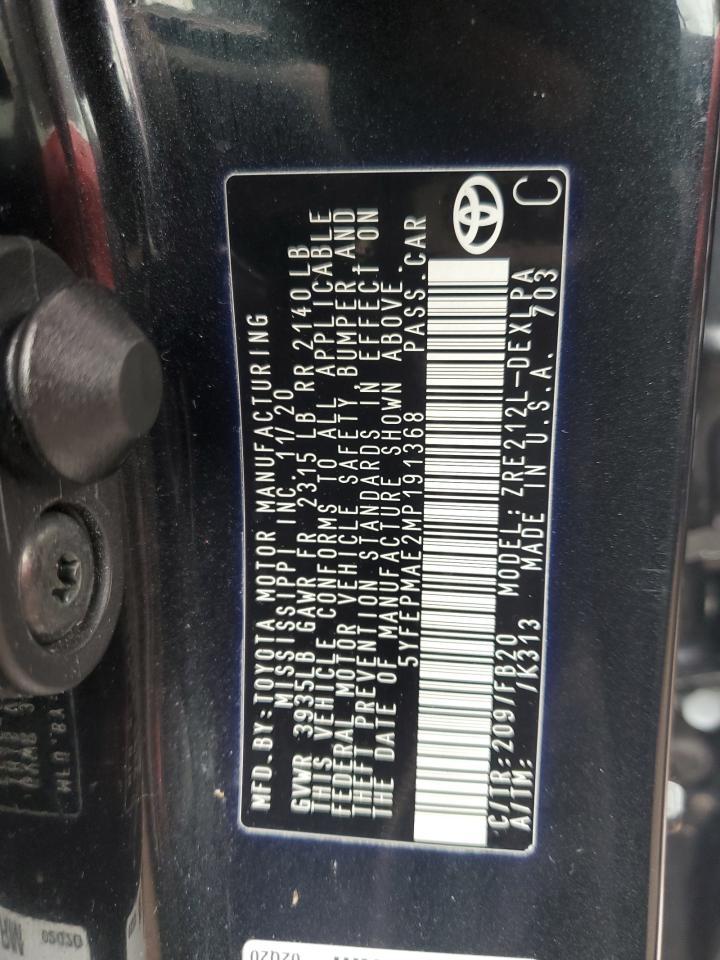 MFD.BY:TOYOTA MOTOR MANUFACTURING
MISSISSIPPI INC. 11/20
GVWR 3935LB GAWR FR 2315 LB RR 2140 LB
THIS VEHICLE CONFORMS TO ALL APPLICABLE
FEDERAL MOTOR VEHICLE SAFETY,BUMPER,AND
THEFT PREVENTION STANDARDS IN EFFECT ON
THE DATE OF MANUFACTURE SHOWN ABOVE.
5YFEPMAE2MP191368 PASS.CAR
C/TR:209/FB20 MODEL:ZRE212L-DEXLPA
A/TM: /K313 MADE IN U.S.A. 703
C
02020